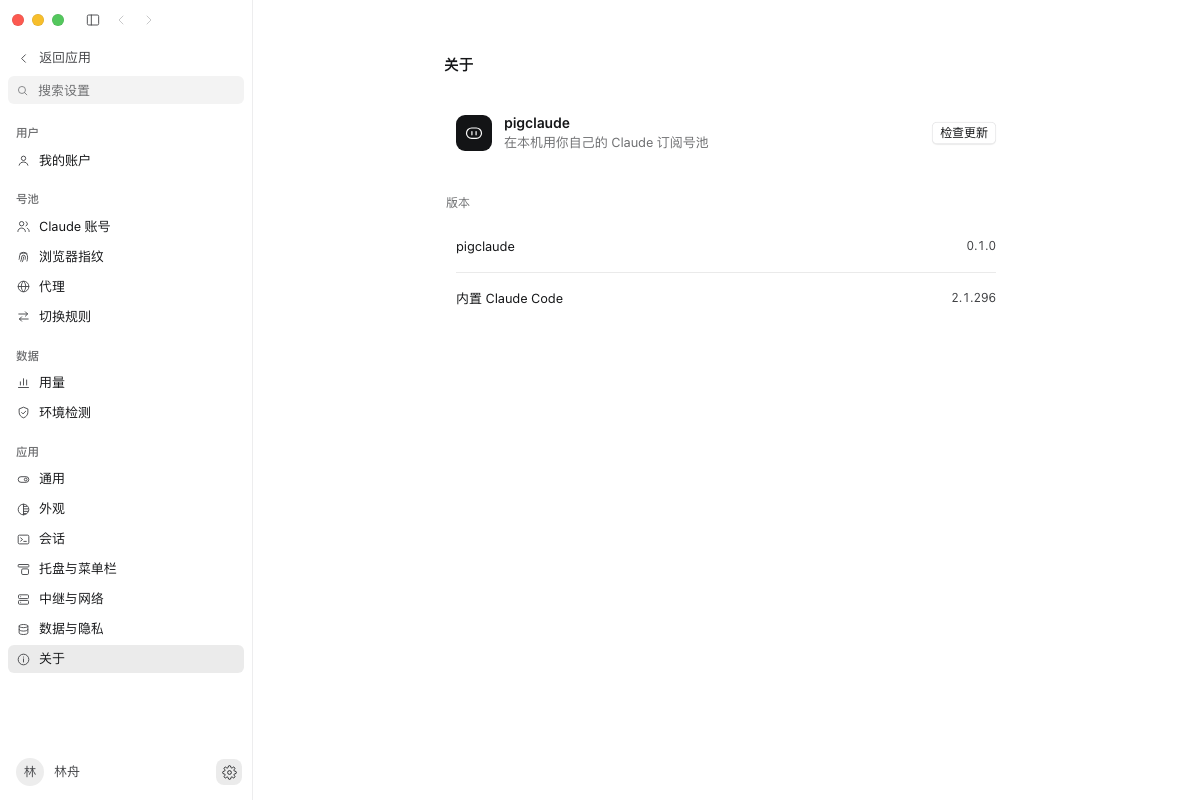 返回应用
搜索设置
用户
我的账户
号池
Claude 账号
浏览器指纹
代理
切换规则
数据
用量
环境检测
应用
通用
外观
会话
托盘与菜单栏
中继与网络
数据与隐私
关于
林 林舟
关于
pigclaude
在本机用你自己的 Claude 订阅号池
检查更新
版本
pigclaude 0.1.0
内置 Claude Code 2.1.296